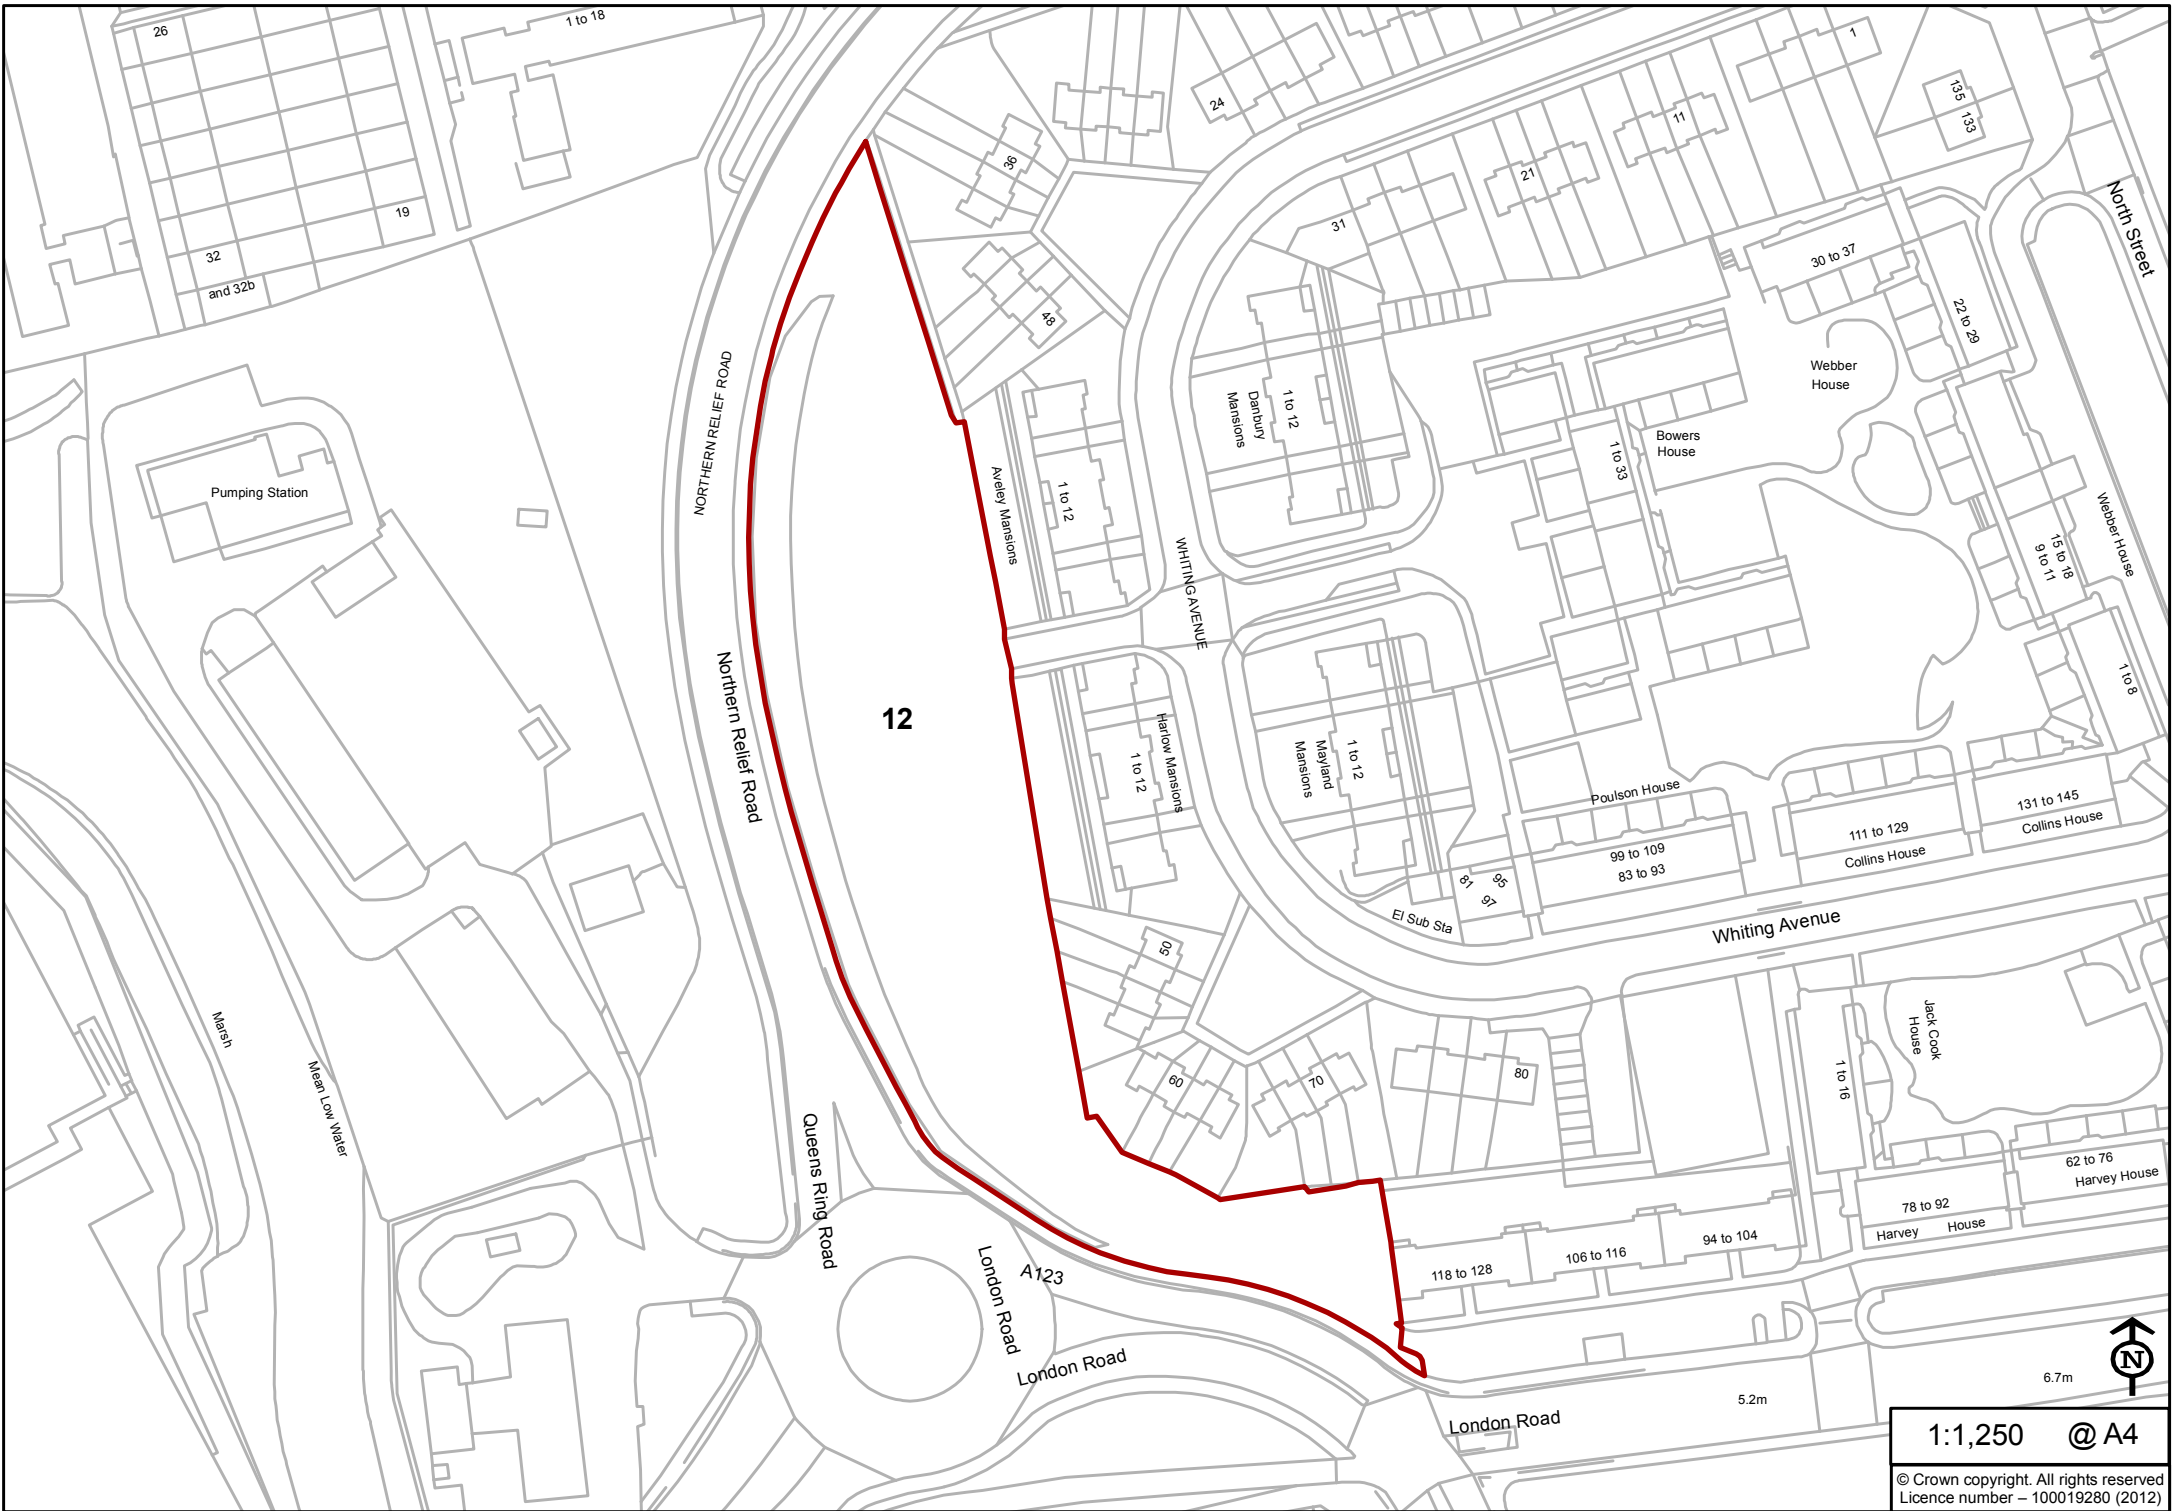 26
1 to 18
24
1
135
133
36
11
21
19
31
North Street
32
and 32b
30 to 37
48
22 to 29
NORTHERN RELIEF ROAD
Danbury
Mansions
1 to 12
Webber
House
Bowers
House
1 to 33
Pumping Station
Aveley Mansions
1 to 12
Webber House
15 to 18
9 to 11
WHITING AVENUE
Northern Relief Road
12
1 to 8
Harlow Mansions
1 to 12
Mayland
Mansions
1 to 12
Poulson House
99 to 109
83 to 93
111 to 129
Collins House
131 to 145
Collins House
81
95
97
El Sub Sta
Whiting Avenue
50
Marsh
Mean Low Water
60
70
80
Jack Cook
House
1 to 16
Queens Ring Road
62 to 76
Harvey House
78 to 92
Harvey House
London Road
A123
118 to 128
106 to 116
94 to 104
London Road
London Road
5.2m
6.7m
N
1:1,250 @ A4
© Crown copyright. All rights reserved
Licence number – 100019280 (2012)